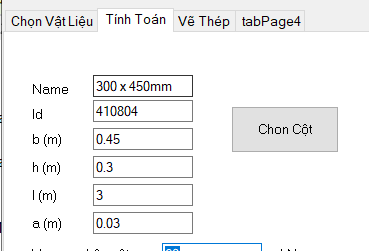 Chọn Vật Liệu Tính Toán Vẽ Thép tabPage4
Name 300 x 450mm
Id 410804
Chon Cột
b (m) 0.45
h (m) 0.3
l (m) 3
a (m) 0.03